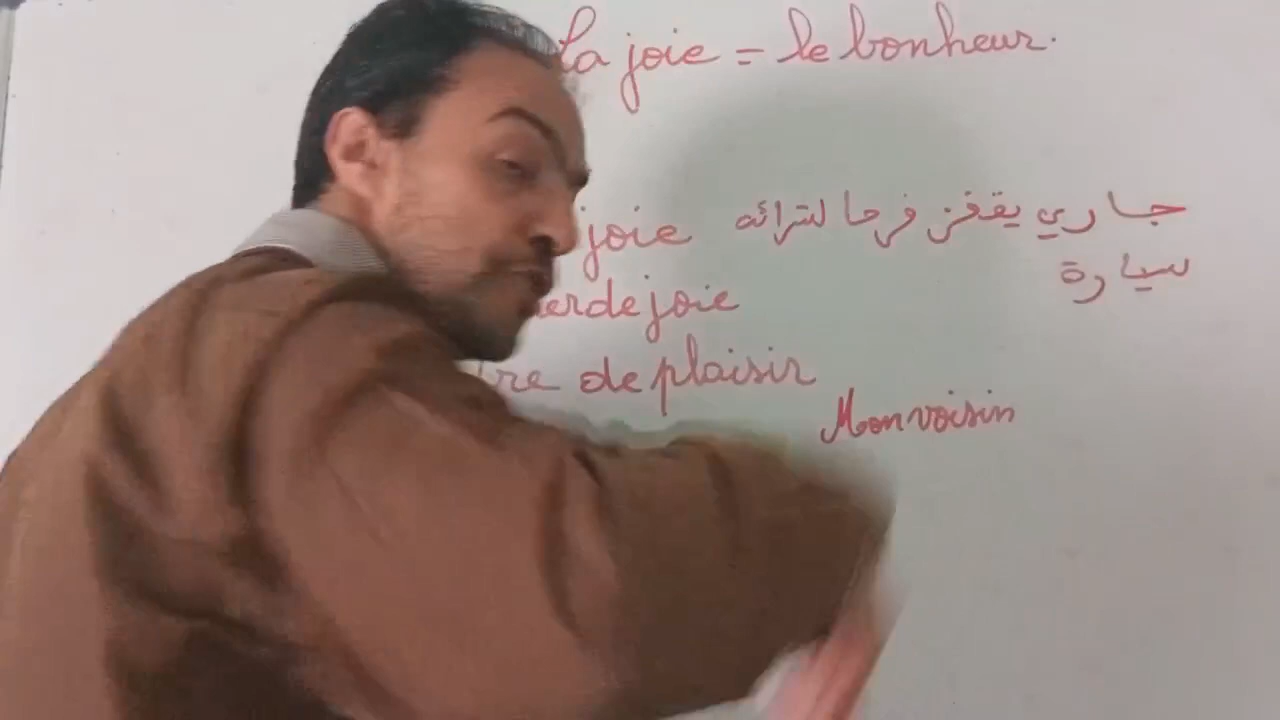 La joie = le bonheur.
joie
جاري يقفز فرحا لشرائه
سيارة
de joie
de plaisir
Mon voisin